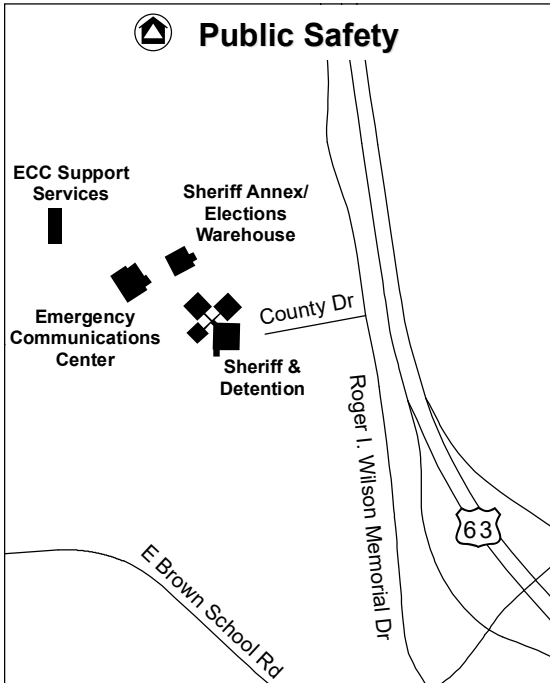 Public Safety
ECC Support
Services
Sheriff Annex/
Elections
Warehouse
Emergency
Communications
Center
County Dr
Sheriff &
Detention
Roger I. Wilson Memorial Dr
63
E Brown School Rd